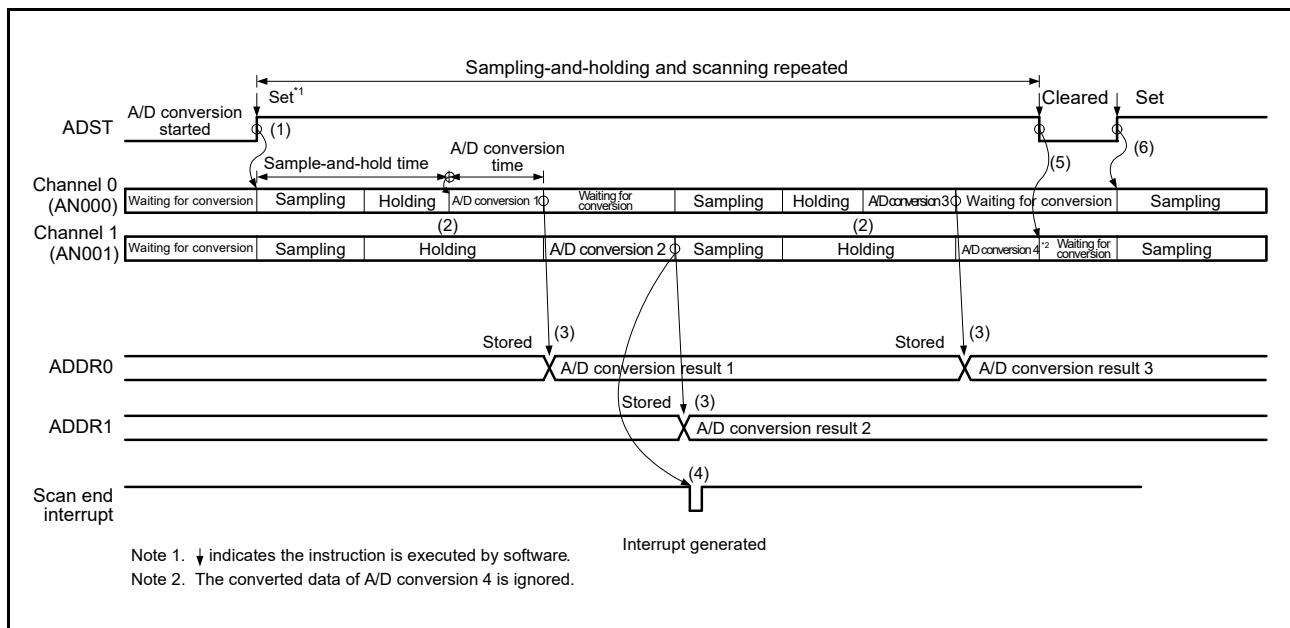 Sampling-and-holding and scanning repeated
Set*1
Cleared
Set
A/D conversion
started
ADST
(1)
(5)
(6)
Sample-and-hold time
A/D conversion
time
Channel 0
(AN000)
Waiting for conversion
Sampling
Holding
A/D conversion 1
Waiting for
conversion
Sampling
Holding
A/D conversion 3
Waiting for conversion
Sampling
(2)
(2)
Channel 1
(AN001)
Waiting for conversion
Sampling
Holding
A/D conversion 2
Sampling
Holding
A/D conversion 4*2
Waiting for
conversion
Sampling
Stored
(3)
Stored
(3)
ADDR0
A/D conversion result 1
A/D conversion result 3
Stored
(3)
ADDR1
A/D conversion result 2
(4)
Scan end
interrupt
Interrupt generated
Note 1. indicates the instruction is executed by software.
Note 2. The converted data of A/D conversion 4 is ignored.